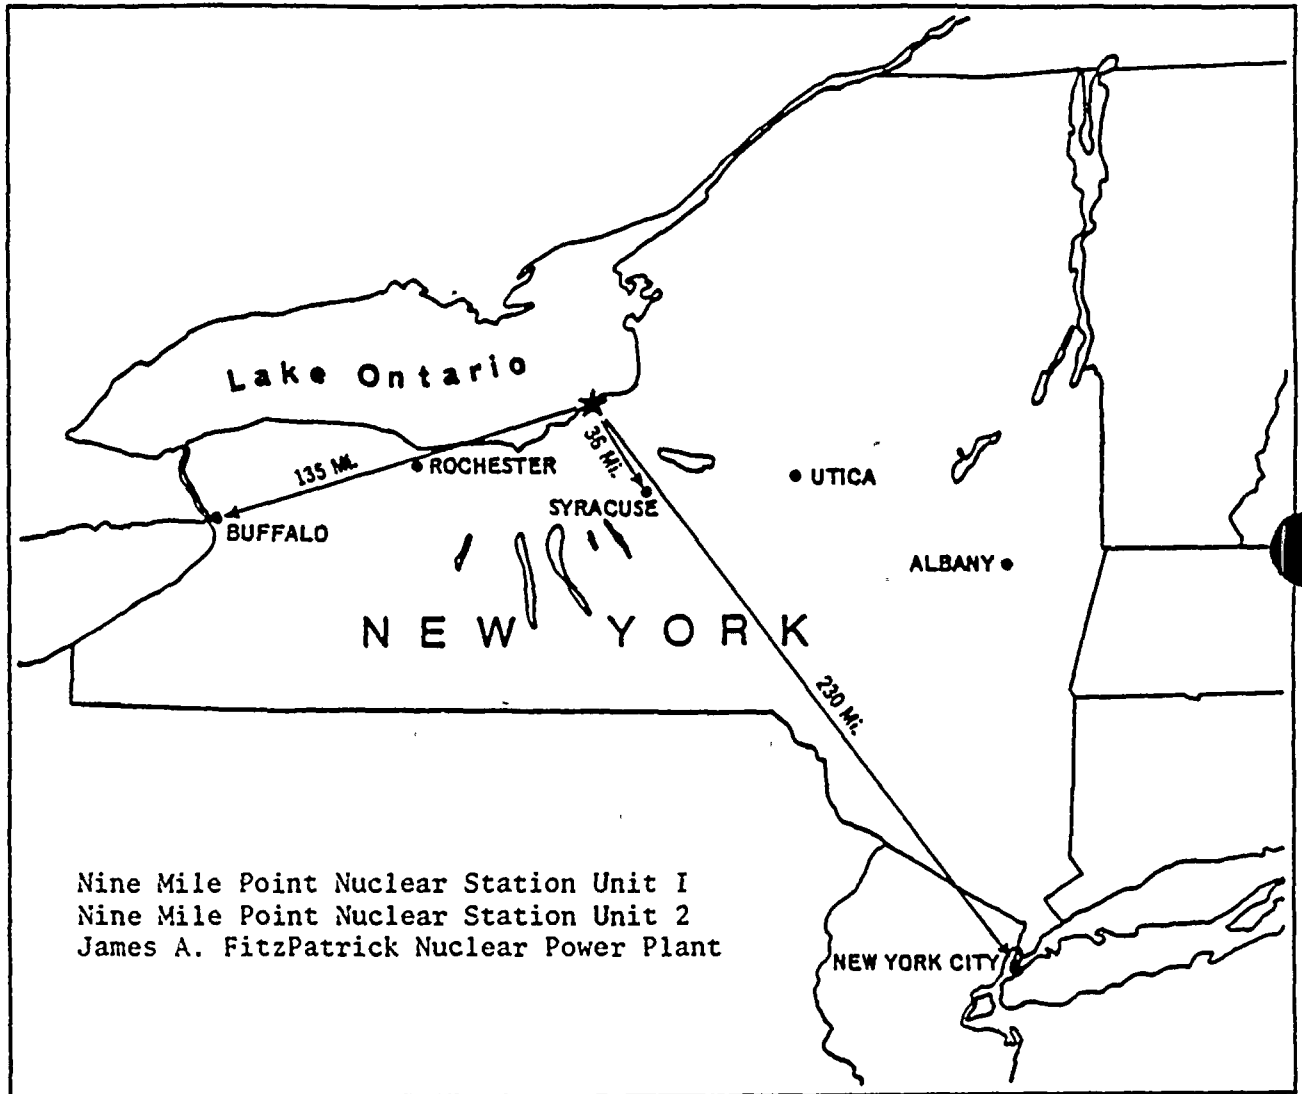 Lake Ontario
36 Mi.
135 Mi.
ROCHESTER
UTICA
SYRACUSE
BUFFALO
ALBANY
NEW YORK
230 Mi.
Nine Mile Point Nuclear Station Unit I
Nine Mile Point Nuclear Station Unit 2
James A. FitzPatrick Nuclear Power Plant
NEW YORK CITY